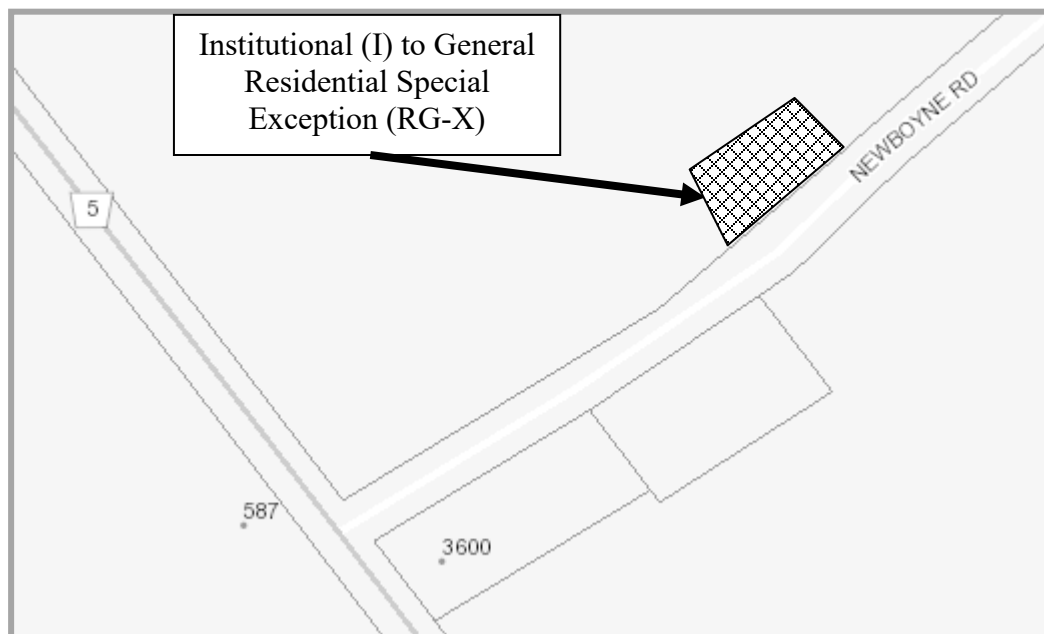 Institutional (I) to General
Residential Special
Exception (RG-X)
NEWBOYNE RD
5
587
3600